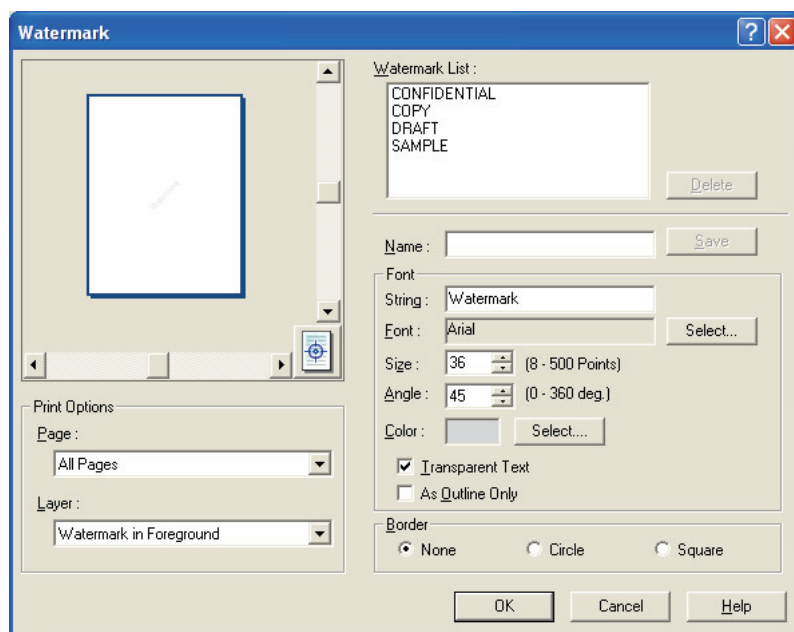 Watermark
Watermark List :
CONFIDENTIAL
COPY
DRAFT
SAMPLE
Delete
Name :
Save
Font
String : Watermark
Font : Arial Select...
Size : 36 (8 - 500 Points)
Angle : 45 (0 - 360 deg.)
Color : Select....
Transparent Text
As Outline Only
Print Options
Page :
All Pages
Layer :
Watermark in Foreground
Border
None Circle Square
OK Cancel Help